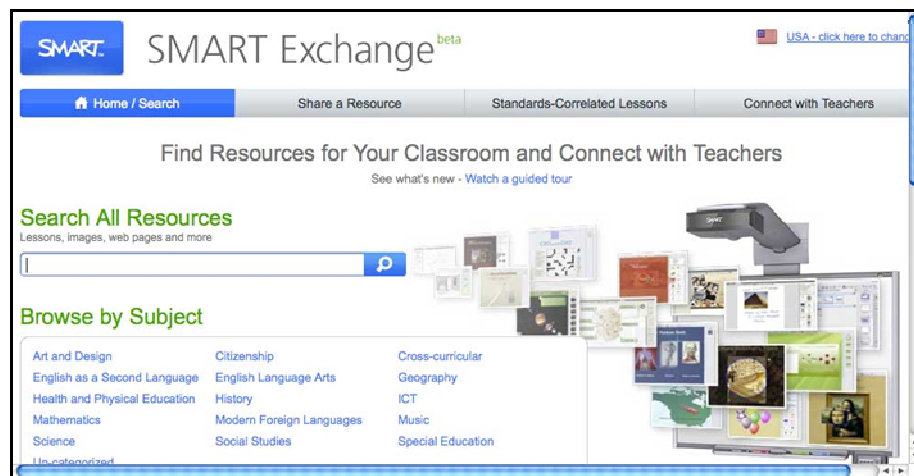 SMART
SMART Exchange beta
USA - click here to chang
Home / Search
Share a Resource
Standards-Correlated Lessons
Connect with Teachers
Find Resources for Your Classroom and Connect with Teachers
See what's new - Watch a guided tour
Search All Resources
Lessons, images, web pages and more
Browse by Subject
Art and Design
Citizenship
Cross-curricular
English as a Second Language
English Language Arts
Geography
Health and Physical Education
History
ICT
Mathematics
Modern Foreign Languages
Music
Science
Social Studies
Special Education
Un-categorized
SMART